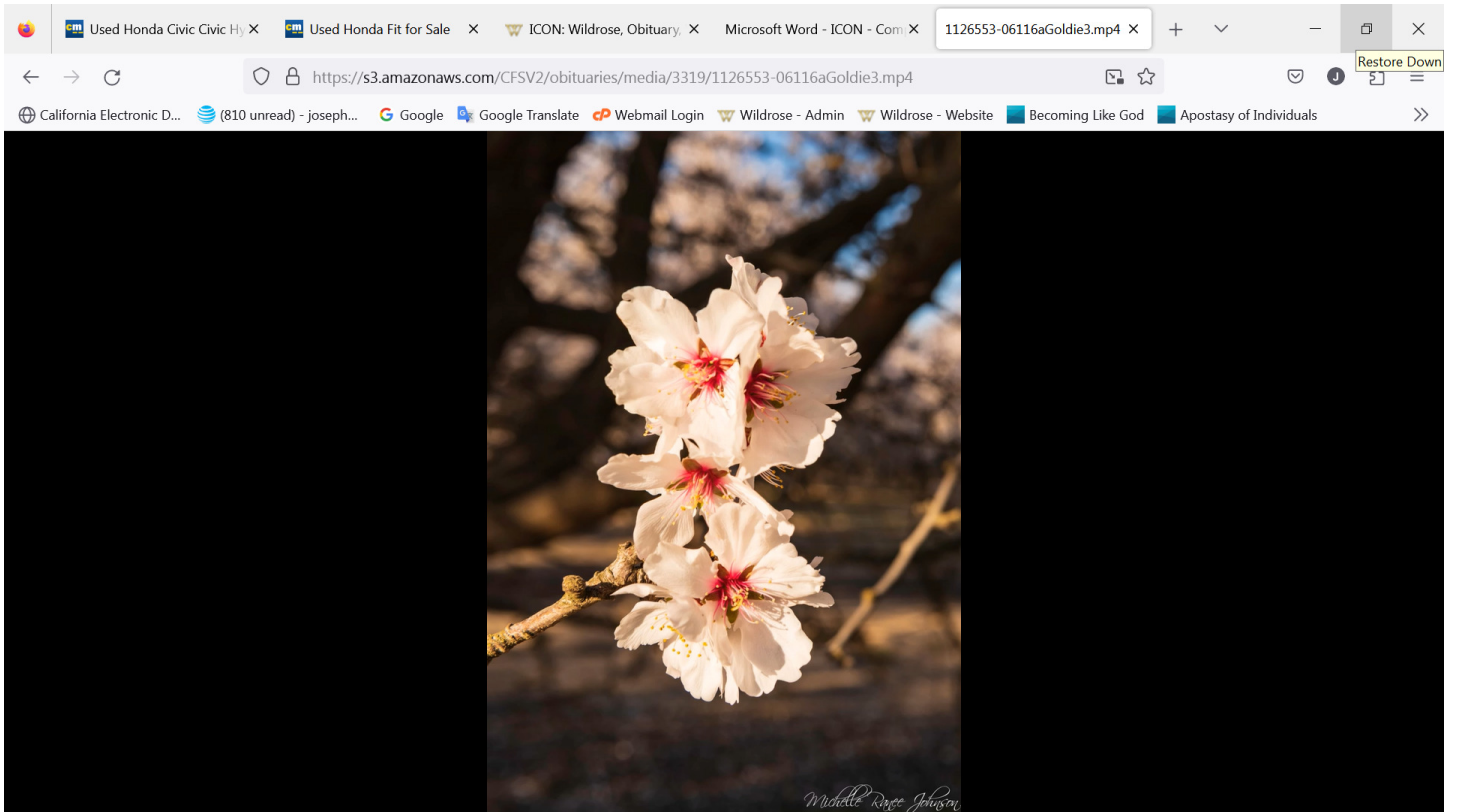 Used Honda Civic Civic Hy
Used Honda Fit for Sale
ICON: Wildrose, Obituary,
Microsoft Word - ICON - Com
1126553-06116aGoldie3.mp4
Restore Down
https://s3.amazonaws.com/CFSV2/obituaries/media/3319/1126553-06116aGoldie3.mp4
J
California Electronic D...
(810 unread) - joseph...
G Google
Google Translate
cP Webmail Login
W Wildrose - Admin
W Wildrose - Website
Becoming Like God
Apostasy of Individuals
Michelle Ranee Johnson